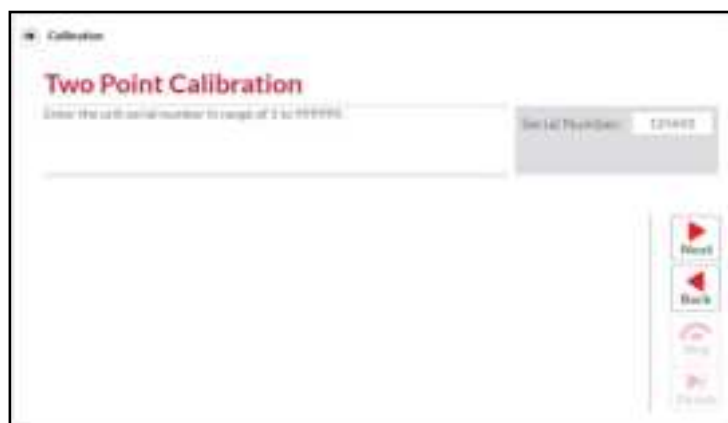 Calibration
Two Point Calibration
Enter the unit serial number in range of 1 to 999999
Serial Number:
Next
Back